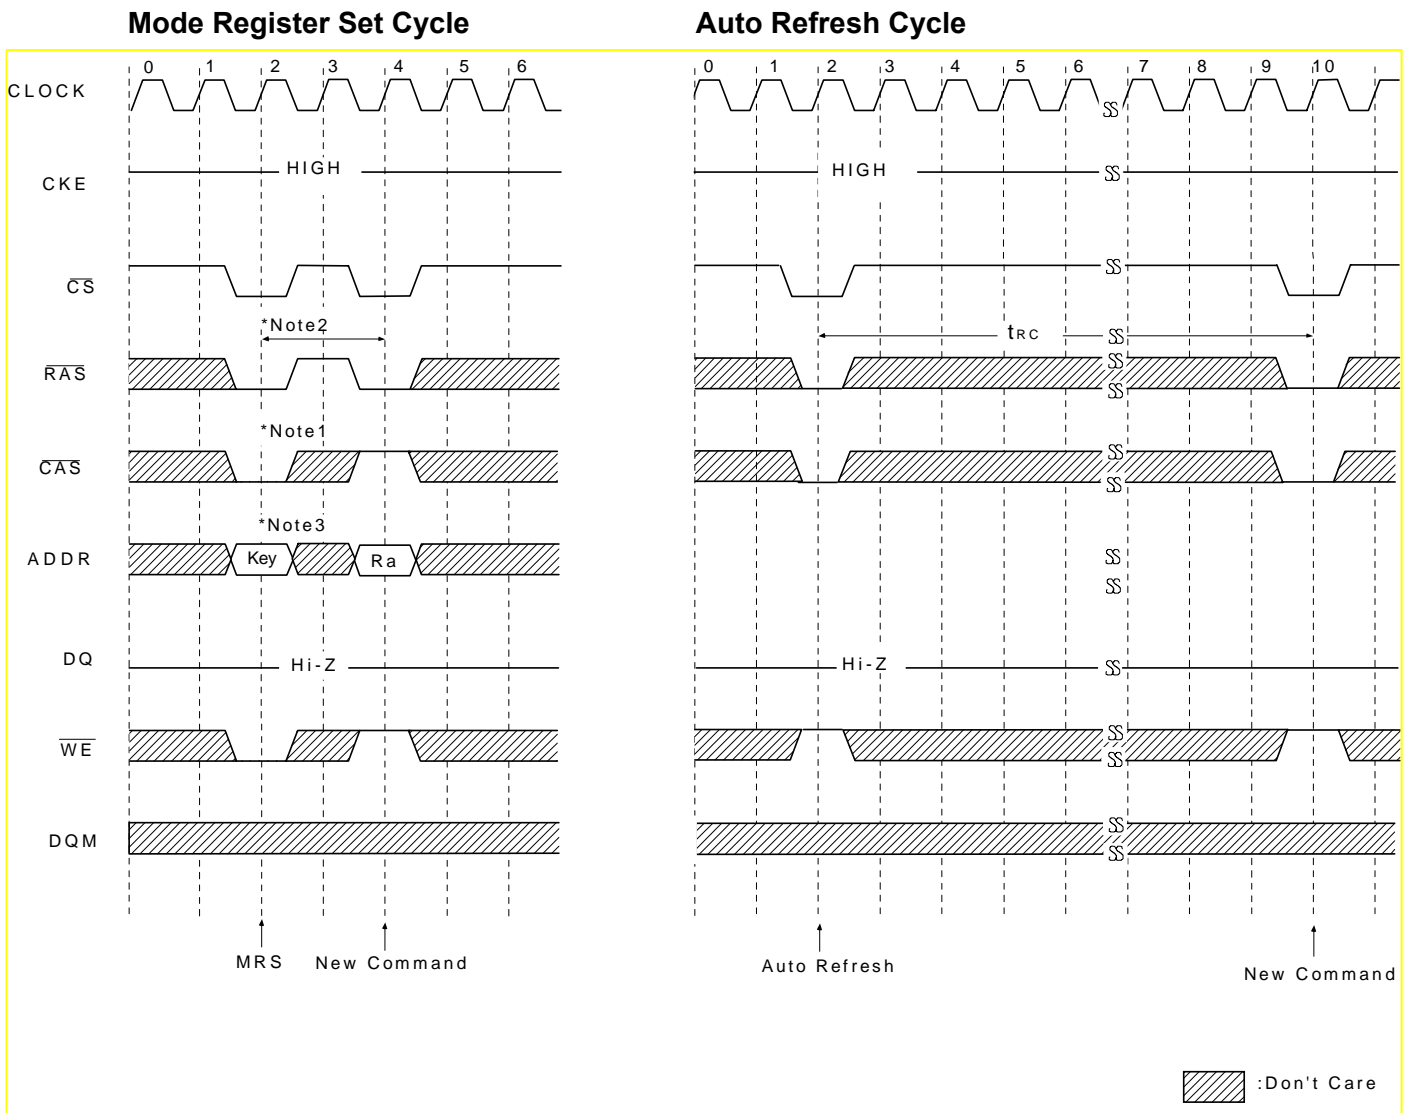 Mode Register Set Cycle Auto Refresh Cycle
0 1 2 3 4 5 6 0 1 2 3 4 5 6 7 8 9 10
CLOCK
CKE HIGH HIGH
CS
*Note2 tRC
RAS
*Note1
CAS
*Note3
ADDR Key Ra
DQ Hi-Z Hi-Z
WE
DQM
MRS New Command Auto Refresh New Command
:Don't Care